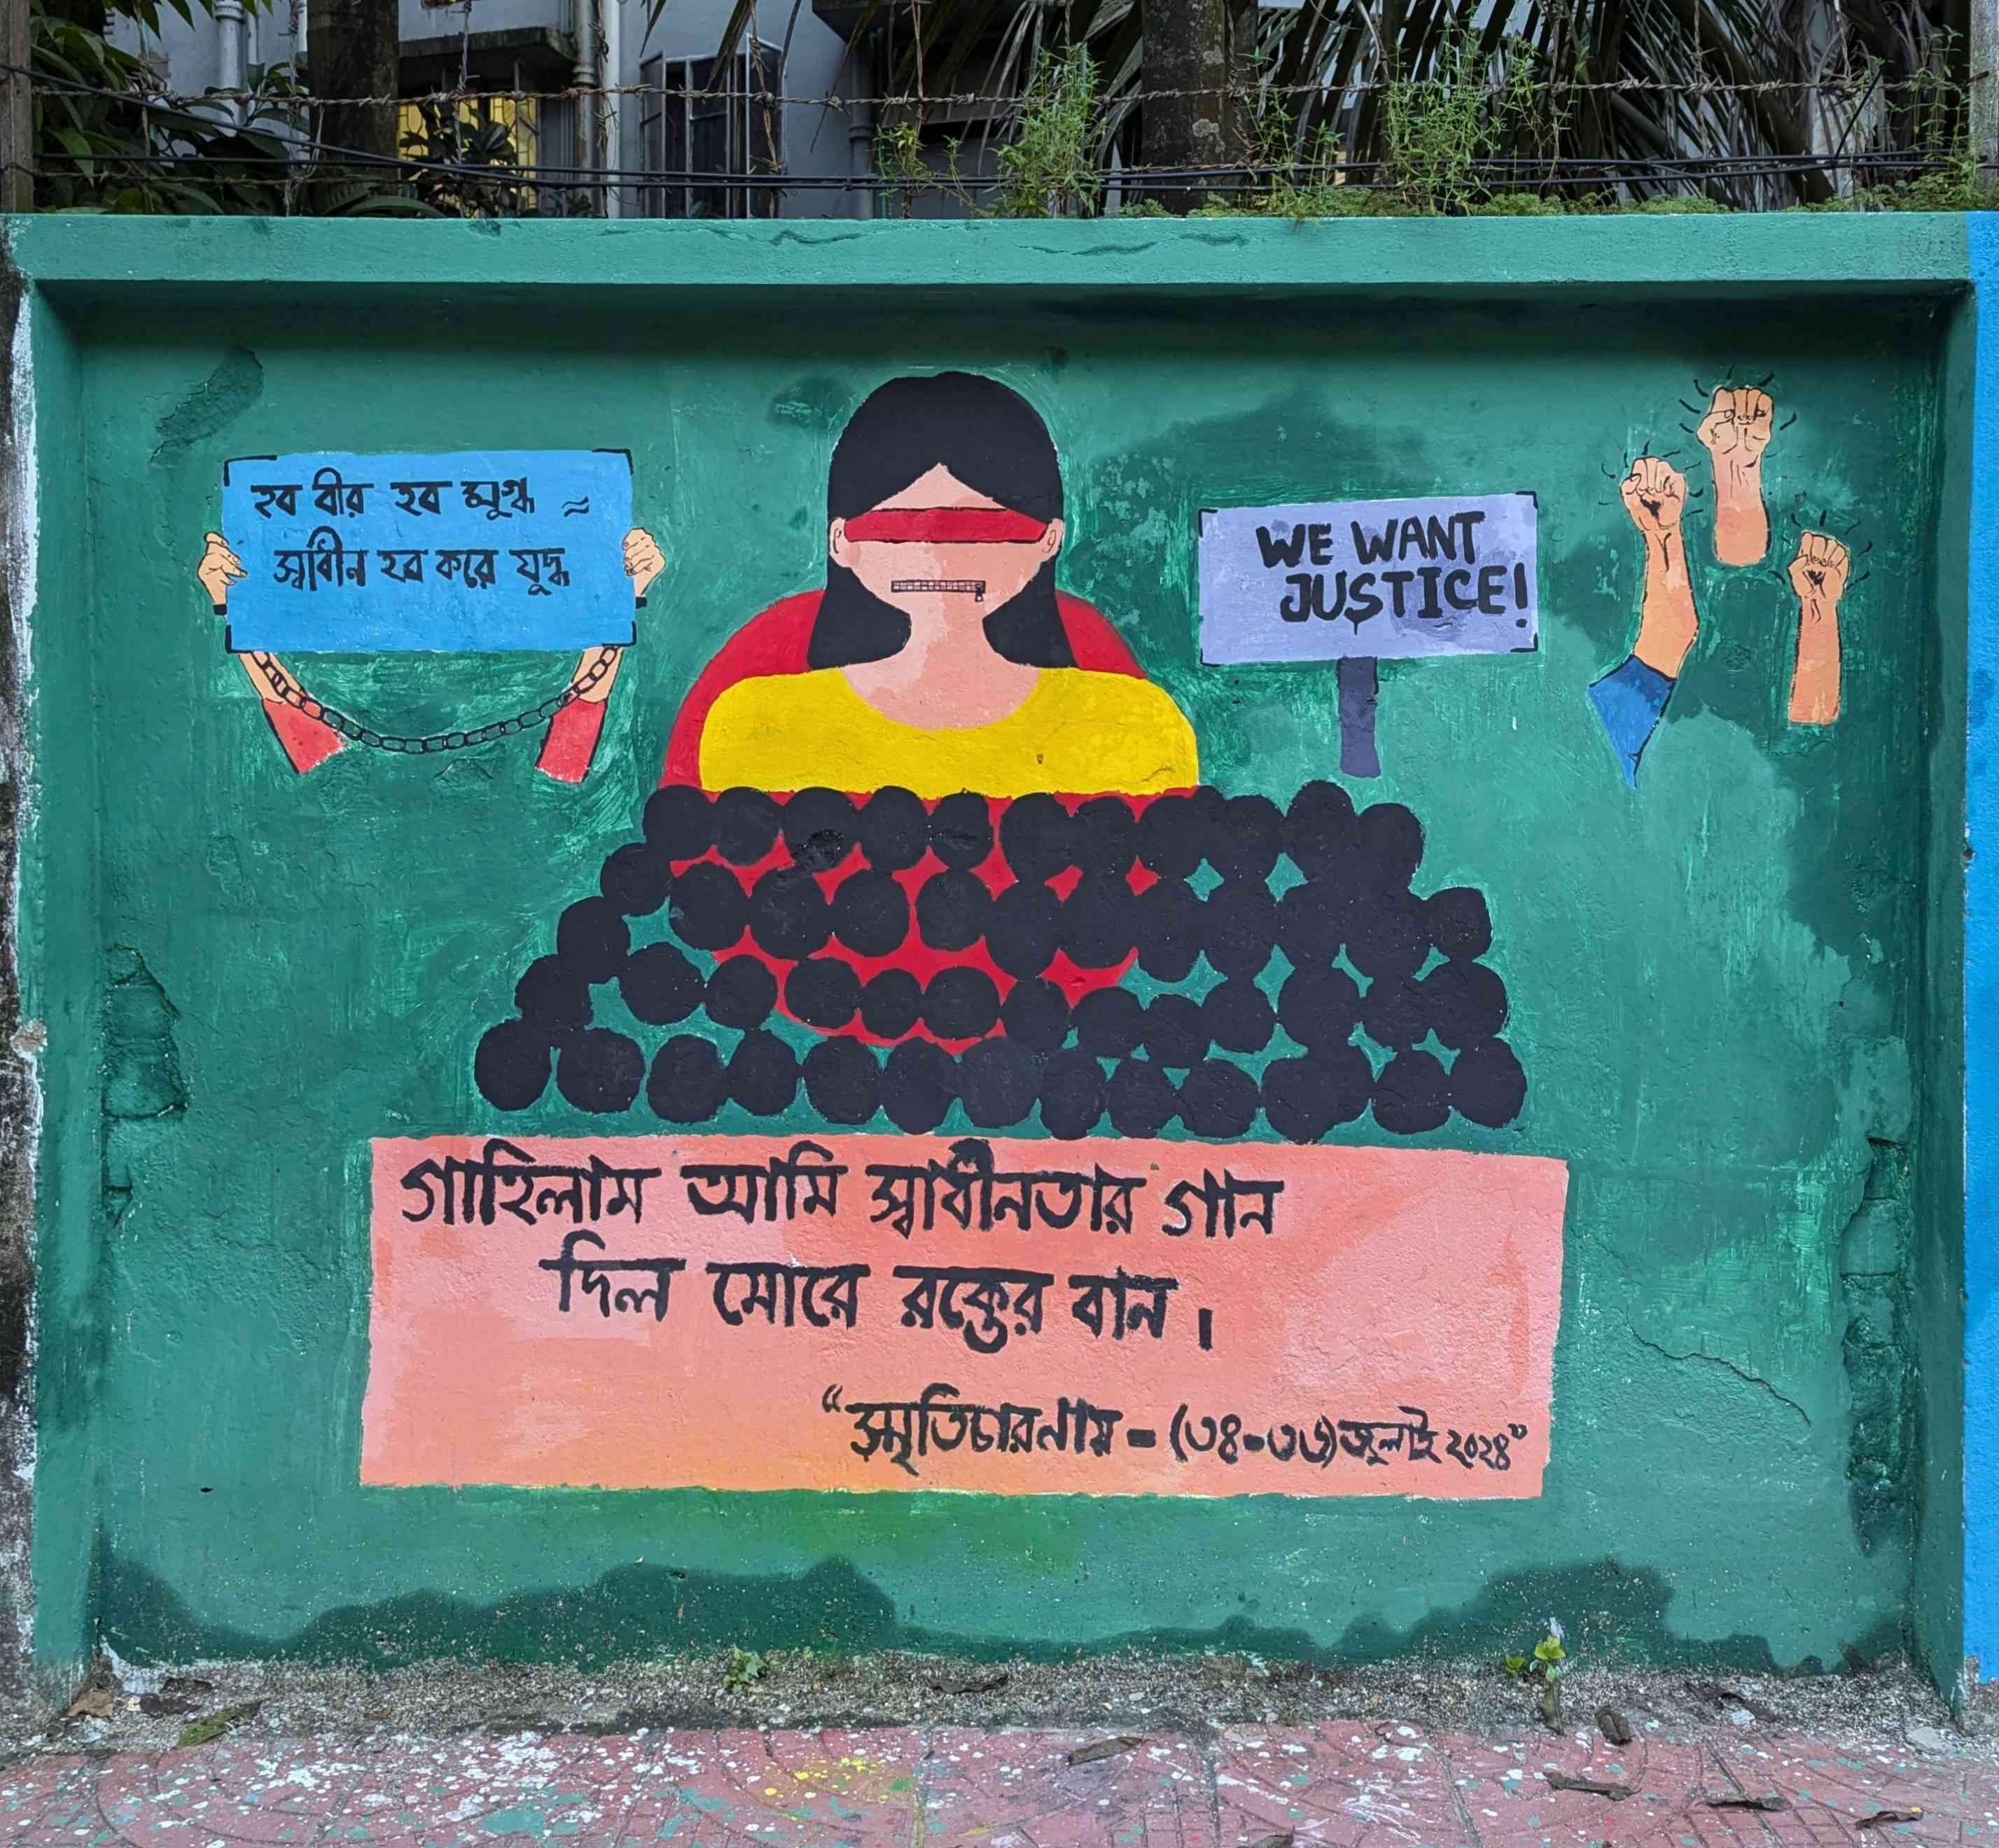 হব বীর হব মুগ্ধ ≈
স্বাধীন হব করে যুদ্ধ
WE WANT
JUSTICE!
গাহিলাম আমি স্বাধীনতার গান
দিল মোরে রক্তের বান।
“স্মৃতিচারনায় - (৩৪-৩৬) জুলাই ২০২৪”